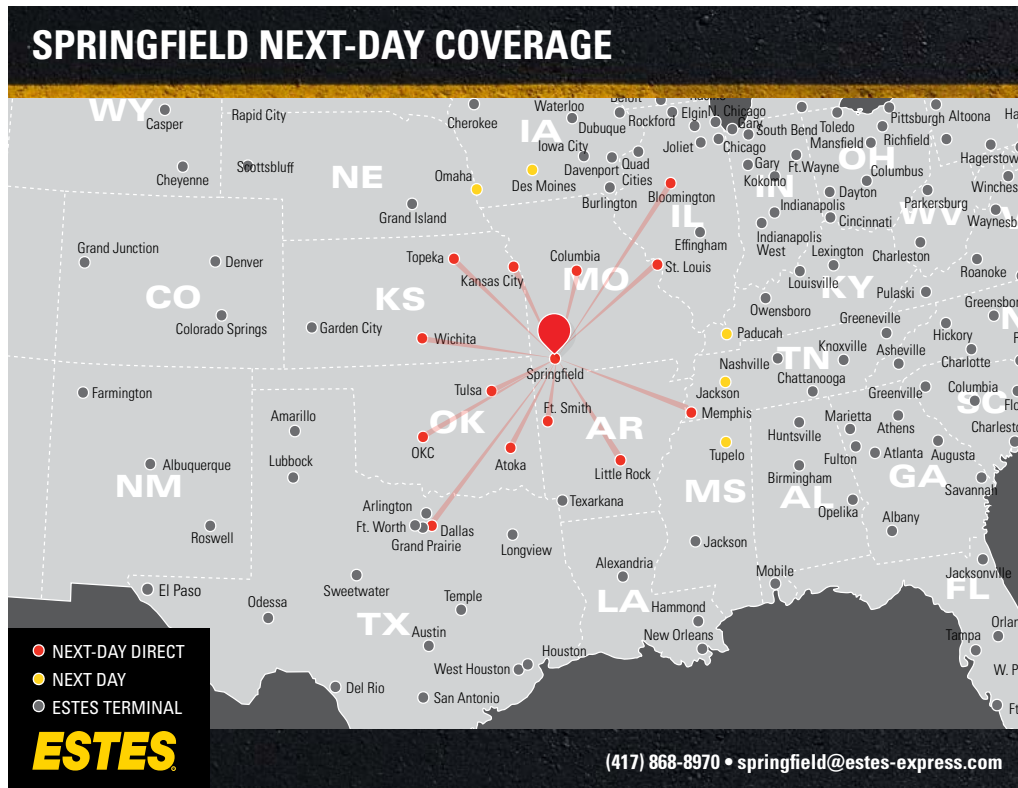 SPRINGFIELD NEXT-DAY COVERAGE
WY
Casper
Rapid City
Cherokee
Waterloo
IA
Dubuque
Beloit
Rockford
Elgin
N. Chicago
Gary
Chicago
Joliet
South Bend
Toledo
Pittsburgh
Altoona
Mansfield
Richfield
Iowa City
Cheyenne
Scottsbluff
NE
Omaha
Des Moines
Davenport
Quad
Cities
Burlington
Bloomington
IL
Gary
Kokomo
IN
Ft.Wayne
OH
Columbus
Dayton
Parkersburg
WV
Grand Island
Effingham
Indianapolis
Indianapolis
West
Cincinnati
Grand Junction
Denver
Topeka
Kansas City
Columbia
MO
St. Louis
Lexington
Charleston
Roanoke
Louisville
KY
Pulaski
CO
KS
Colorado Springs
Garden City
Wichita
Owensboro
Greeneville
Hickory
Paducah
Nashville
TN
Knoxville
Asheville
Charlotte
Springfield
Farmington
Tulsa
Ft. Smith
Jackson
Memphis
Chattanooga
Greenville
Columbia
SC
Amarillo
OK
OKC
AR
Atoka
Little Rock
Tupelo
Huntsville
Marietta
Athens
Fulton
Atlanta
Augusta
Albuquerque
NM
Lubbock
Birmingham
AL
GA
Savannah
MS
Texarkana
Opelika
Albany
Roswell
Arlington
Ft. Worth
Dallas
Grand Prairie
Longview
Jackson
Alexandria
Mobile
Jacksonville
FL
El Paso
Odessa
Sweetwater
Temple
TX
Austin
LA
Hammond
New Orleans
Tampa
Houston
West Houston
Del Rio
San Antonio
NEXT-DAY DIRECT
NEXT DAY
ESTES TERMINAL
ESTES
(417) 868-8970 • springfield@estes-express.com